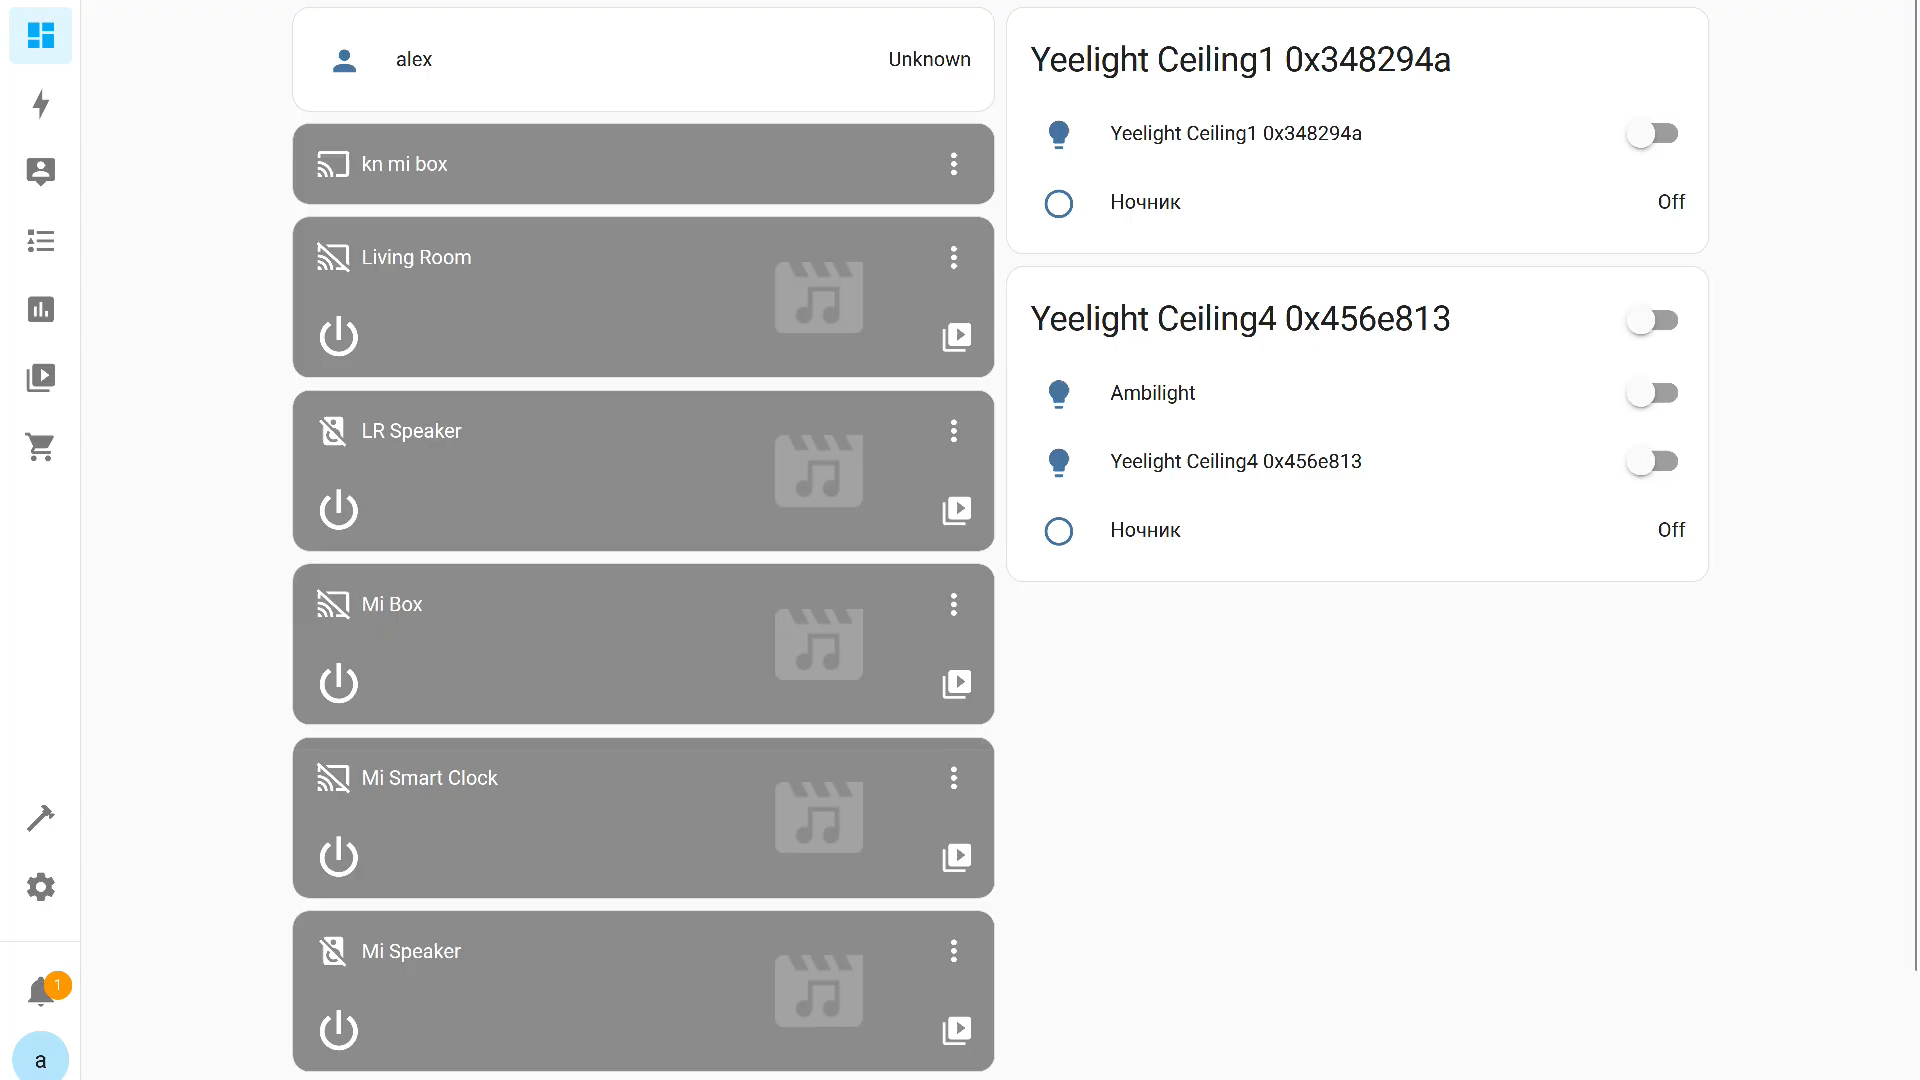 alex
Unknown
kn mi box
Living Room
LR Speaker
Mi Box
Mi Smart Clock
Mi Speaker
Yeelight Ceiling1 0x348294a
Yeelight Ceiling1 0x348294a
Ночник
Off
Yeelight Ceiling4 0x456e813
Ambilight
Yeelight Ceiling4 0x456e813
Ночник
Off
1
a